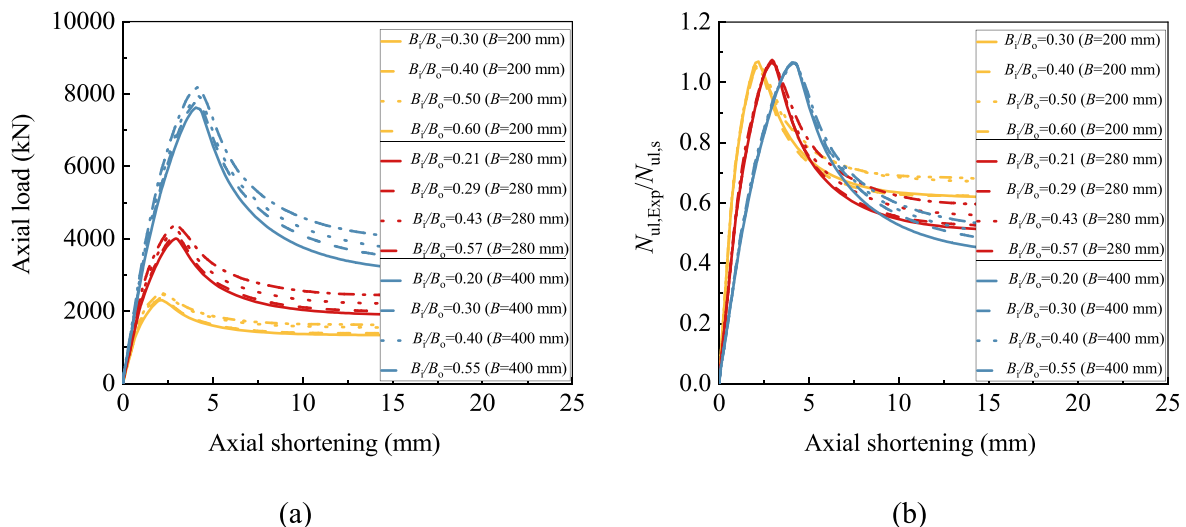 10000
8000
6000
4000
2000
0
Axial load (kN)
0 5 10 15 20 25
Axial shortening (mm)
Bᵢ/Bₒ=0.30 (B=200 mm)
Bᵢ/Bₒ=0.40 (B=200 mm)
Bᵢ/Bₒ=0.50 (B=200 mm)
Bᵢ/Bₒ=0.60 (B=200 mm)
Bᵢ/Bₒ=0.21 (B=280 mm)
Bᵢ/Bₒ=0.29 (B=280 mm)
Bᵢ/Bₒ=0.43 (B=280 mm)
Bᵢ/Bₒ=0.57 (B=280 mm)
Bᵢ/Bₒ=0.20 (B=400 mm)
Bᵢ/Bₒ=0.30 (B=400 mm)
Bᵢ/Bₒ=0.40 (B=400 mm)
Bᵢ/Bₒ=0.55 (B=400 mm)
(a)
1.2
1.0
0.8
0.6
0.4
0.2
0.0
Nul,Exp/Nul,s
0 5 10 15 20 25
Axial shortening (mm)
Bᵢ/Bₒ=0.30 (B=200 mm)
Bᵢ/Bₒ=0.40 (B=200 mm)
Bᵢ/Bₒ=0.50 (B=200 mm)
Bᵢ/Bₒ=0.60 (B=200 mm)
Bᵢ/Bₒ=0.21 (B=280 mm)
Bᵢ/Bₒ=0.29 (B=280 mm)
Bᵢ/Bₒ=0.43 (B=280 mm)
Bᵢ/Bₒ=0.57 (B=280 mm)
Bᵢ/Bₒ=0.20 (B=400 mm)
Bᵢ/Bₒ=0.30 (B=400 mm)
Bᵢ/Bₒ=0.40 (B=400 mm)
Bᵢ/Bₒ=0.55 (B=400 mm)
(b)